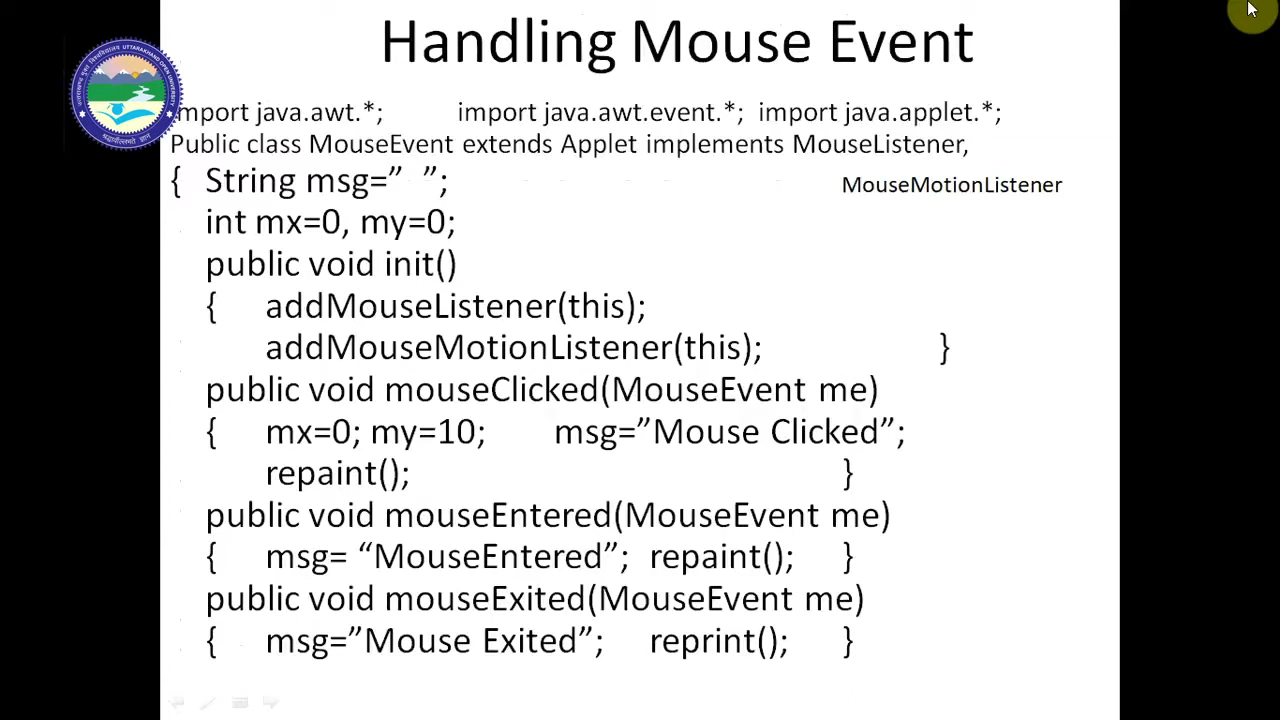 Handling Mouse Event
import java.awt.*; import java.awt.event.*; import java.applet.*;
Public class MouseEvent extends Applet implements MouseListener,
{ String msg=” ”; MouseMotionListener
int mx=0, my=0;
public void init()
{ addMouseListener(this);
addMouseMotionListener(this); }
public void mouseClicked(MouseEvent me)
{ mx=0; my=10; msg=”Mouse Clicked”;
repaint(); }
public void mouseEntered(MouseEvent me)
{ msg= “MouseEntered”; repaint(); }
public void mouseExited(MouseEvent me)
{ msg=”Mouse Exited”; reprint(); }